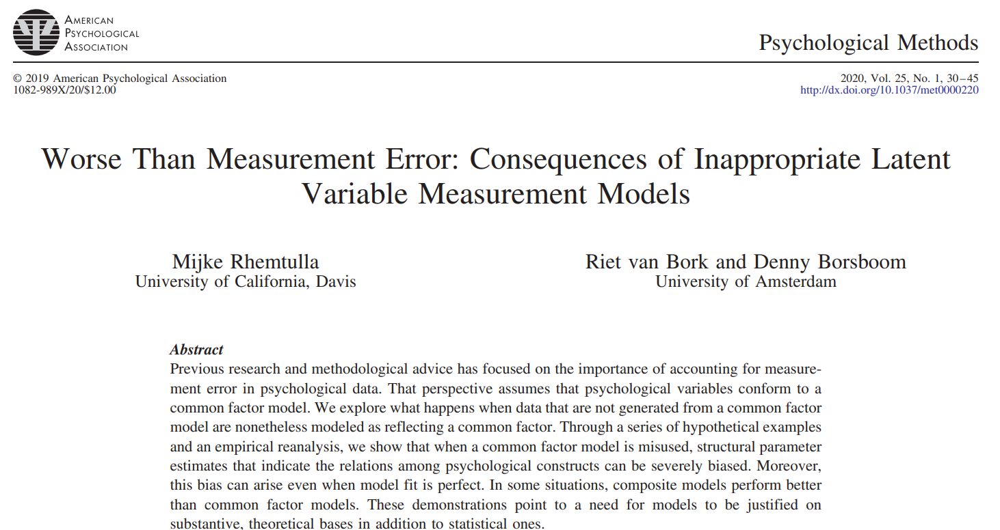 AMERICAN
PSYCHOLOGICAL
ASSOCIATION
Psychological Methods
© 2019 American Psychological Association
1082-989X/20/$12.00
2020, Vol. 25, No. 1, 30–45
http://dx.doi.org/10.1037/met0000220
Worse Than Measurement Error: Consequences of Inappropriate Latent
Variable Measurement Models
Mijke Rhemtulla
University of California, Davis
Riet van Bork and Denny Borsboom
University of Amsterdam
Abstract
Previous research and methodological advice has focused on the importance of accounting for measure-
ment error in psychological data. That perspective assumes that psychological variables conform to a
common factor model. We explore what happens when data that are not generated from a common factor
model are nonetheless modeled as reflecting a common factor. Through a series of hypothetical examples
and an empirical reanalysis, we show that when a common factor model is misused, structural parameter
estimates that indicate the relations among psychological constructs can be severely biased. Moreover,
this bias can arise even when model fit is perfect. In some situations, composite models perform better
than common factor models. These demonstrations point to a need for models to be justified on
substantive, theoretical bases in addition to statistical ones.